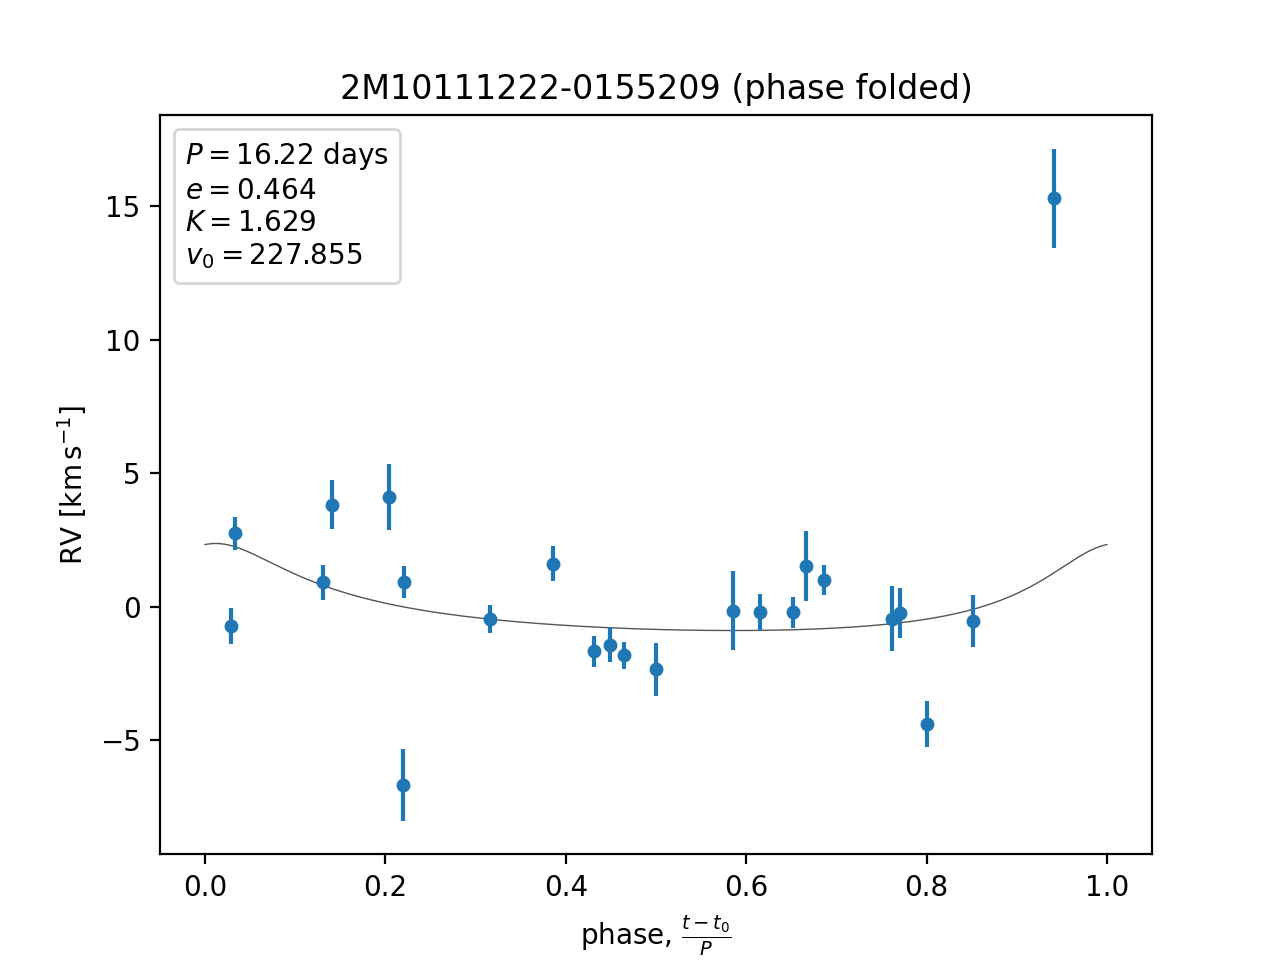 2M10111222-0155209 (phase folded)
P = 16.22 days
e = 0.464
K = 1.629
v₀ = 227.855
15
10
5
0
−5
RV [km s⁻¹]
0.0 0.2 0.4 0.6 0.8 1.0
phase, (t − t₀)/P